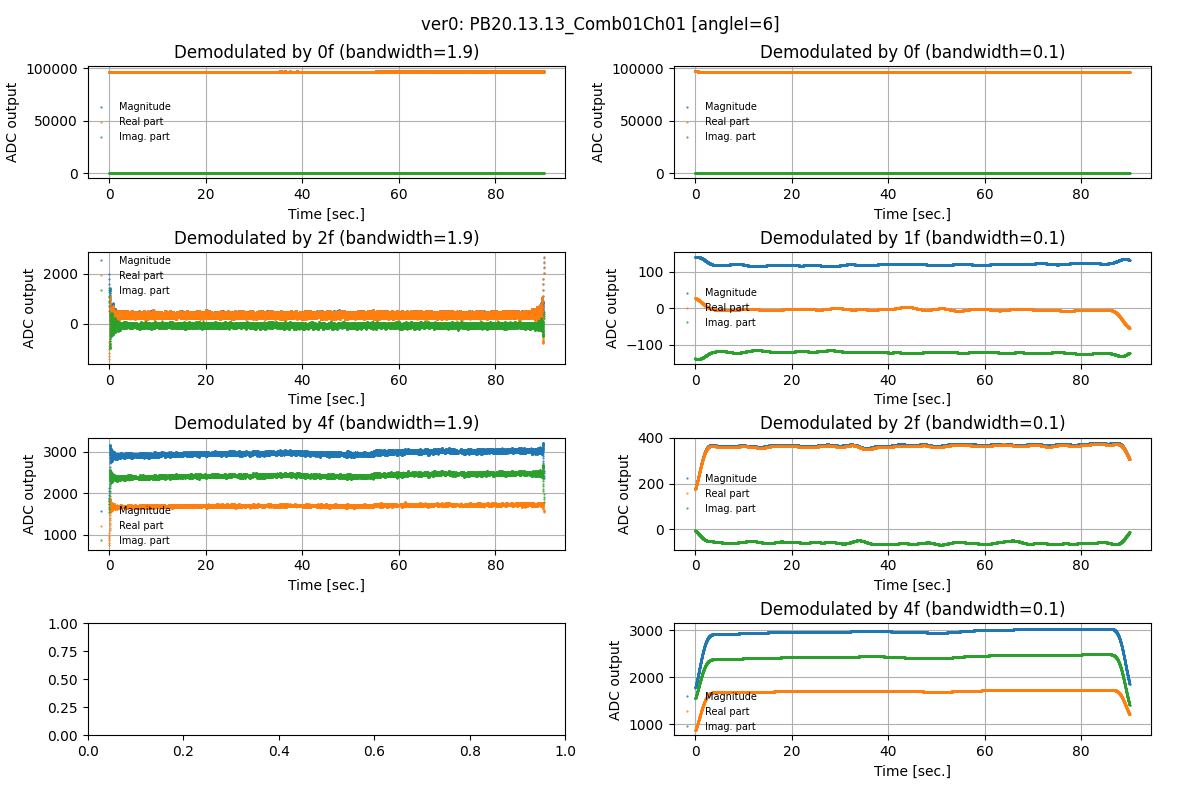 ver0: PB20.13.13_Comb01Ch01 [angleI=6]
Demodulated by 0f (bandwidth=1.9)
100000
50000
0
ADC output
Magnitude
Real part
Imag. part
0 20 40 60 80
Time [sec.]
Demodulated by 0f (bandwidth=0.1)
100000
50000
0
ADC output
Magnitude
Real part
Imag. part
0 20 40 60 80
Time [sec.]
Demodulated by 2f (bandwidth=1.9)
2000
0
ADC output
Magnitude
Real part
Imag. part
0 20 40 60 80
Time [sec.]
Demodulated by 1f (bandwidth=0.1)
100
0
−100
ADC output
Magnitude
Real part
Imag. part
0 20 40 60 80
Time [sec.]
Demodulated by 4f (bandwidth=1.9)
3000
2000
1000
ADC output
Magnitude
Real part
Imag. part
0 20 40 60 80
Time [sec.]
Demodulated by 2f (bandwidth=0.1)
400
200
0
ADC output
Magnitude
Real part
Imag. part
0 20 40 60 80
Time [sec.]
1.00
0.75
0.50
0.25
0.00
0.0 0.2 0.4 0.6 0.8 1.0
Demodulated by 4f (bandwidth=0.1)
3000
2000
1000
ADC output
Magnitude
Real part
Imag. part
0 20 40 60 80
Time [sec.]